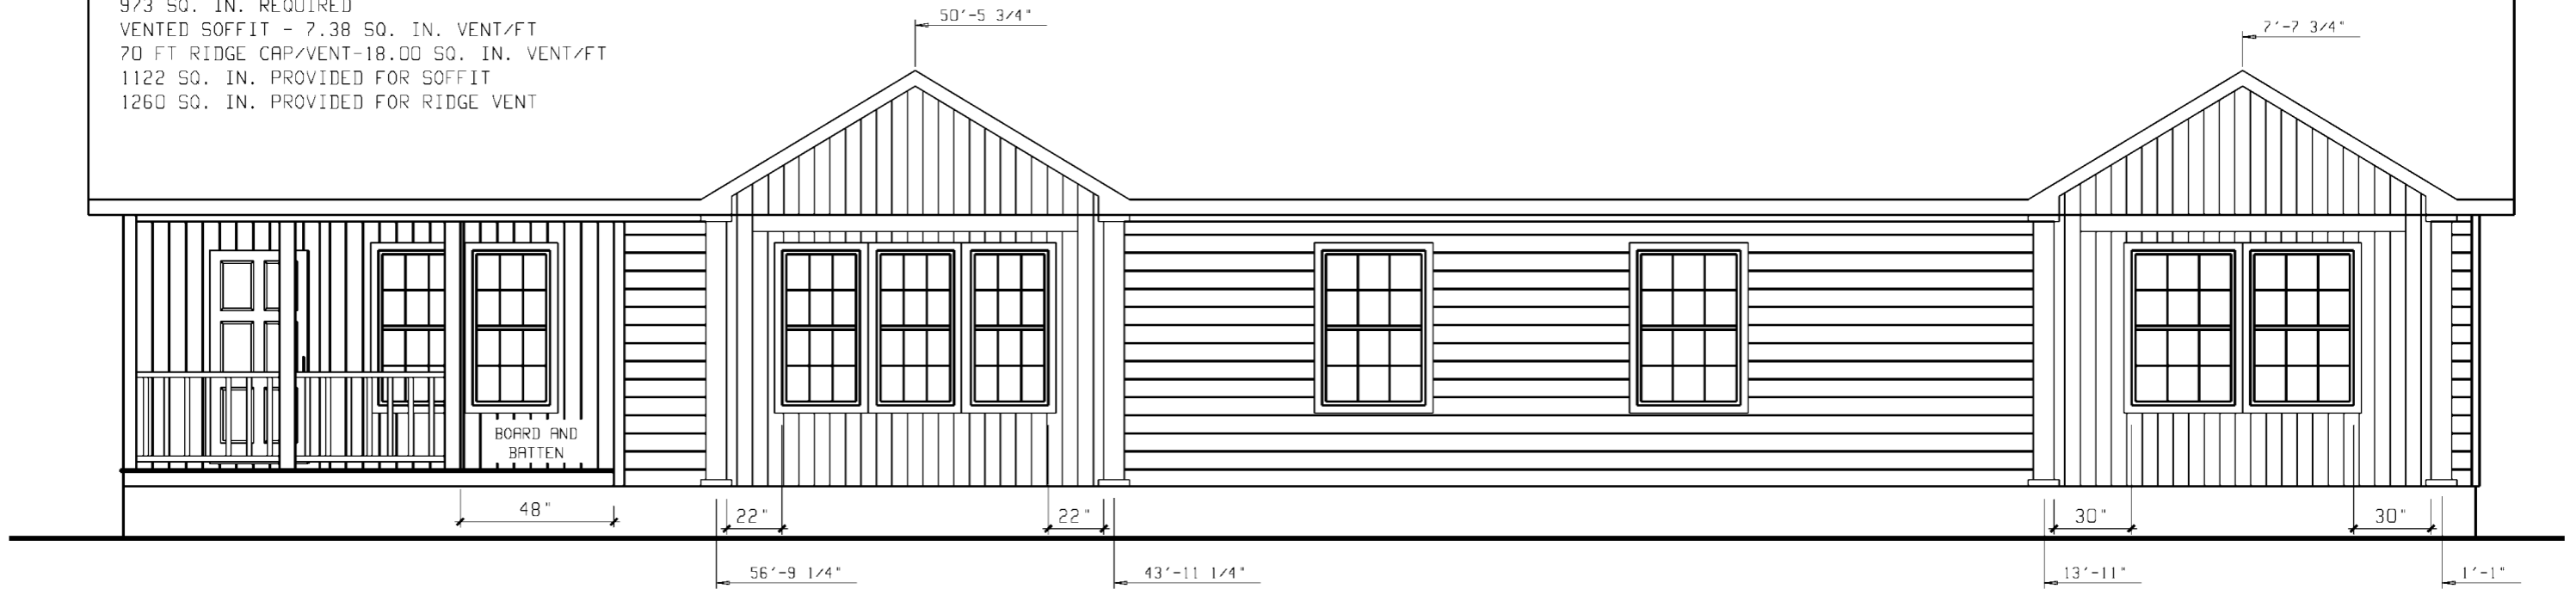 973 SQ. IN. REQUIRED
VENTED SOFFIT - 7.38 SQ. IN. VENT/FT
70 FT RIDGE CAP/VENT-18.00 SQ. IN. VENT/FT
1122 SQ. IN. PROVIDED FOR SOFFIT
1260 SQ. IN. PROVIDED FOR RIDGE VENT
50'-5 3/4"
7'-7 3/4"
BOARD AND
BATTEN
48"
22"
22"
30"
30"
56'-9 1/4"
43'-11 1/4"
13'-11"
1'-1"